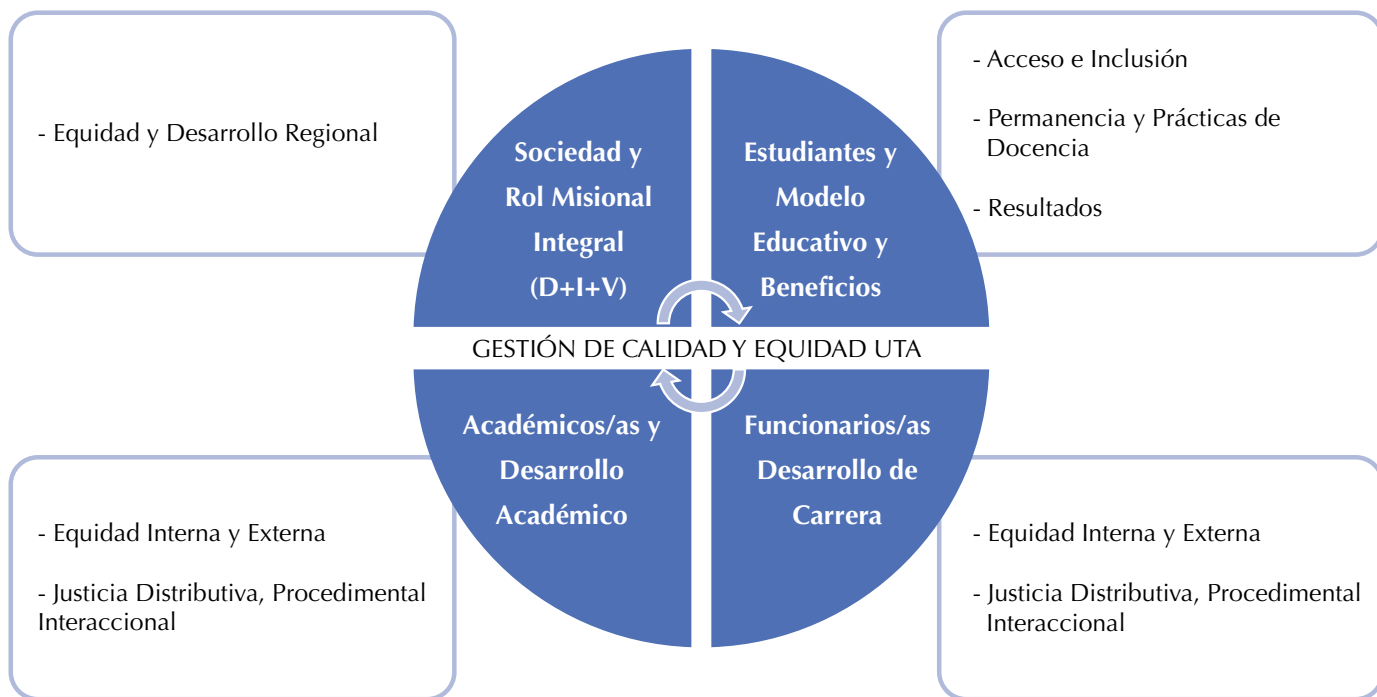 - Equidad y Desarrollo Regional
- Acceso e Inclusión
- Permanencia y Prácticas de
Docencia
- Resultados
Sociedad y
Rol Misional
Integral
(D+I+V)
Estudiantes y
Modelo
Educativo y
Beneficios
GESTIÓN DE CALIDAD Y EQUIDAD UTA
Académicos/as y
Desarrollo
Académico
Funcionarios/as
Desarrollo de
Carrera
- Equidad Interna y Externa
- Justicia Distributiva, Procedimental
Interaccional
- Equidad Interna y Externa
- Justicia Distributiva, Procedimental
Interaccional